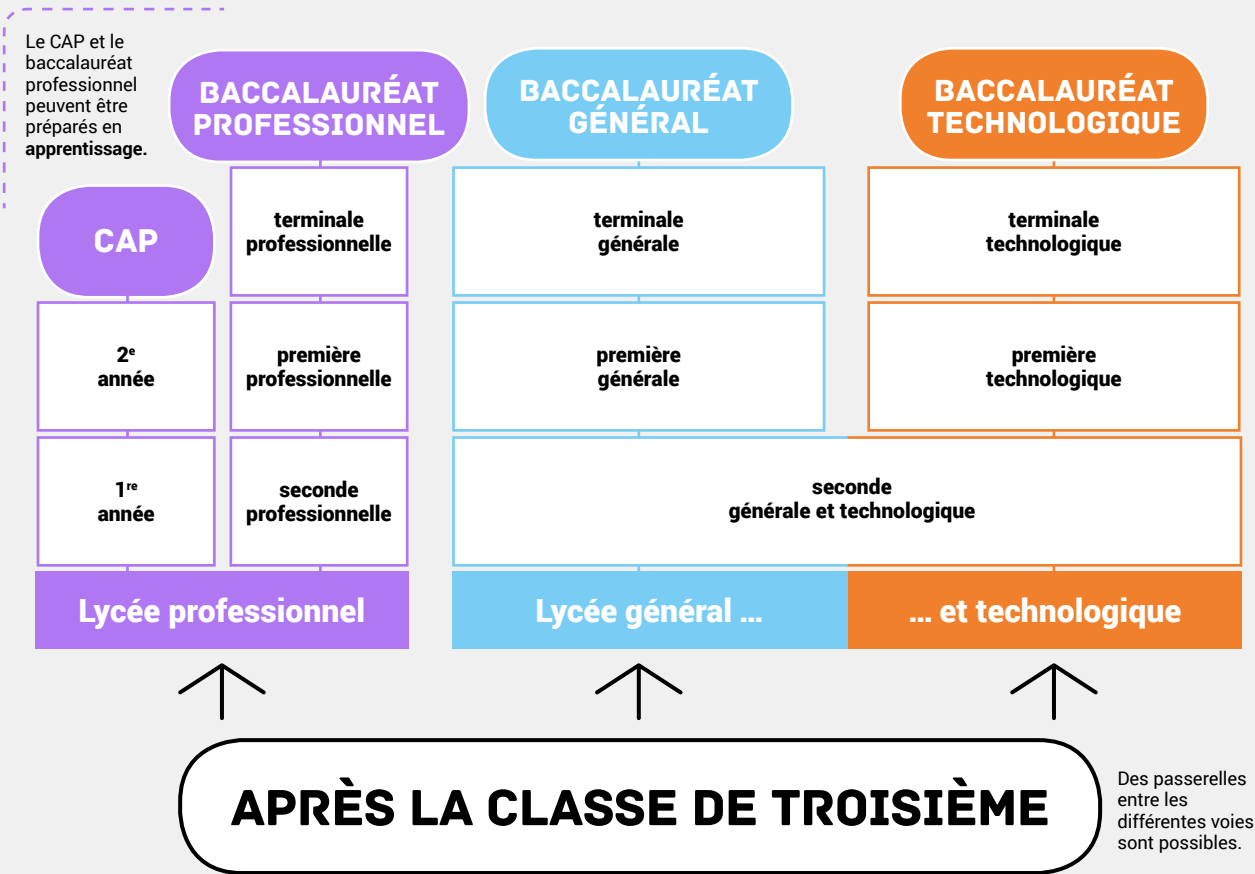 Le CAP et le
baccalauréat
professionnel
peuvent être
préparés en
apprentissage.
BACCALAURÉAT
PROFESSIONNEL
BACCALAURÉAT
GÉNÉRAL
BACCALAURÉAT
TECHNOLOGIQUE
CAP
terminale
professionnelle
terminale
générale
terminale
technologique
2e
année
première
professionnelle
première
générale
première
technologique
1re
année
seconde
professionnelle
seconde
générale et technologique
Lycée professionnel
Lycée général ...
... et technologique
APRÈS LA CLASSE DE TROISIÈME
Des passerelles
entre les
différentes voies
sont possibles.